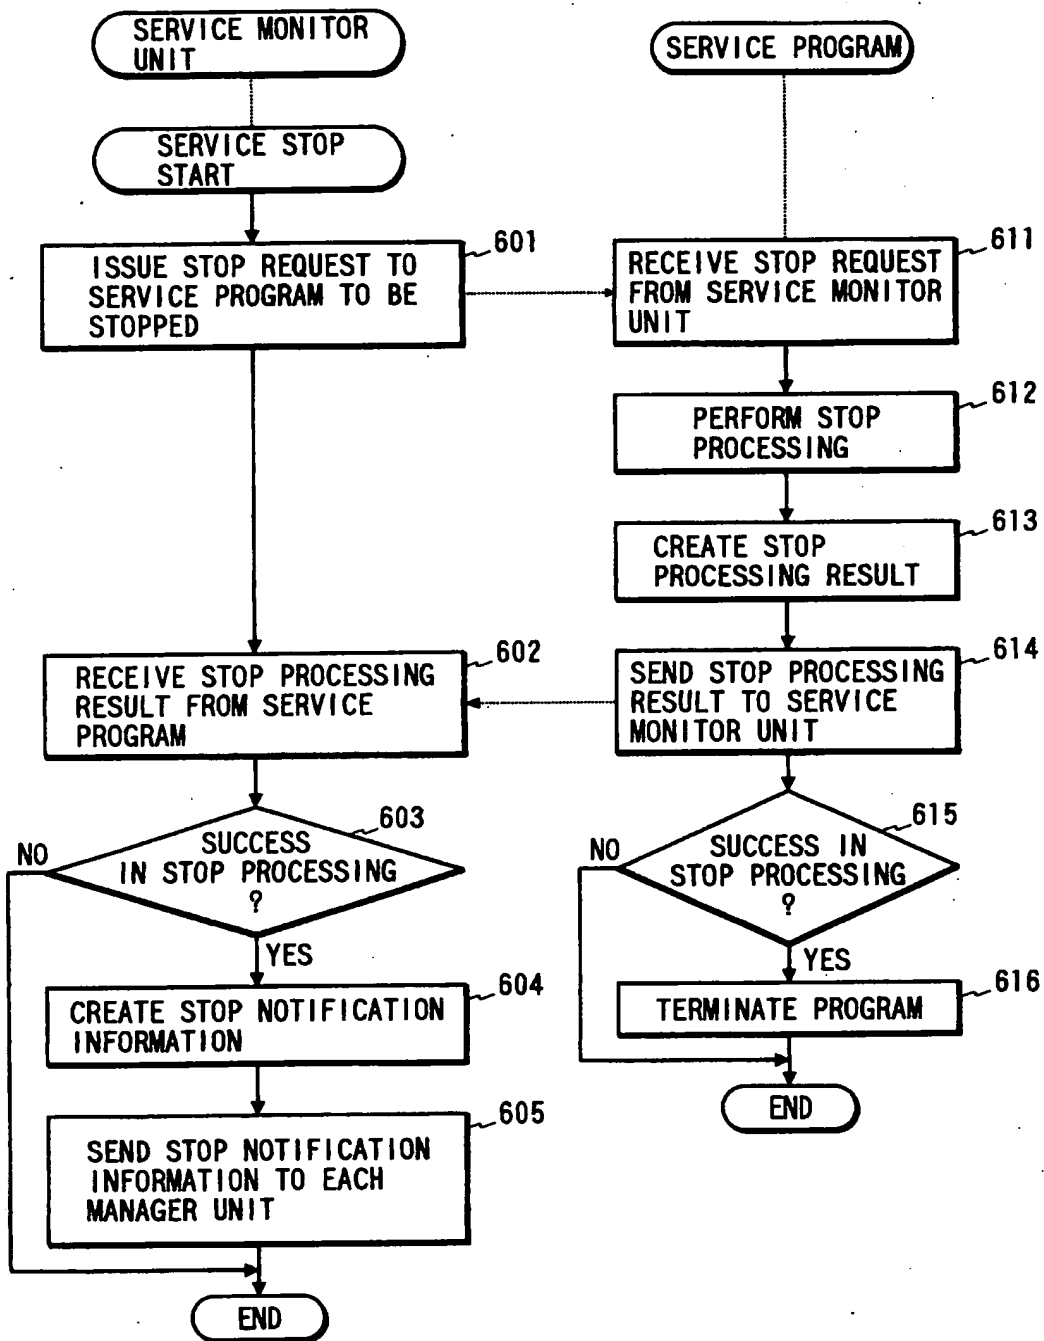 SERVICE MONITOR
UNIT
SERVICE STOP
START
601
ISSUE STOP REQUEST TO
SERVICE PROGRAM TO BE
STOPPED
602
RECEIVE STOP PROCESSING
RESULT FROM SERVICE
PROGRAM
603
SUCCESS
IN STOP PROCESSING
?
NO
YES
604
CREATE STOP NOTIFICATION
INFORMATION
605
SEND STOP NOTIFICATION
INFORMATION TO EACH
MANAGER UNIT
END
SERVICE PROGRAM
611
RECEIVE STOP REQUEST
FROM SERVICE MONITOR
UNIT
612
PERFORM STOP
PROCESSING
613
CREATE STOP
PROCESSING RESULT
614
SEND STOP PROCESSING
RESULT TO SERVICE
MONITOR UNIT
615
SUCCESS IN
STOP PROCESSING
?
NO
YES
616
TERMINATE PROGRAM
END